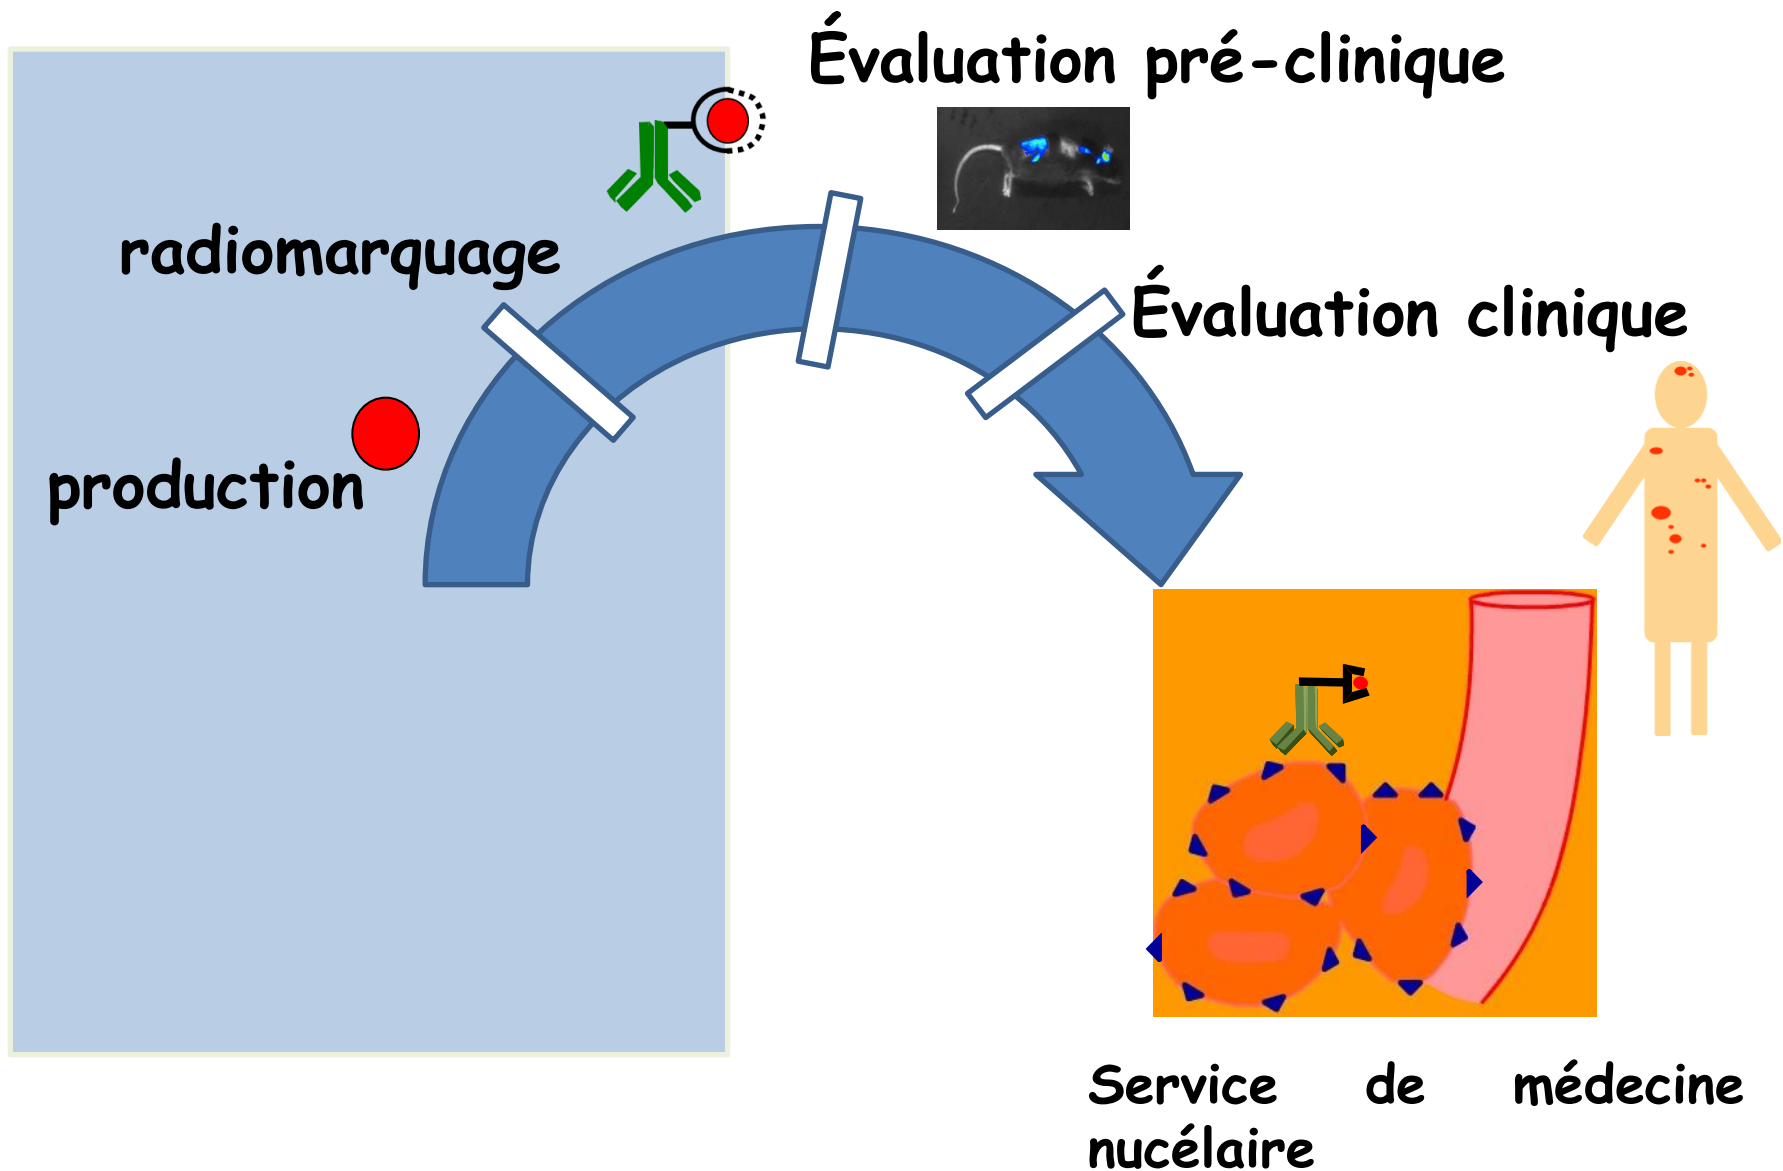 Évaluation pré-clinique
radiomarquage
Évaluation clinique
production
Service de médecine
nucélaire